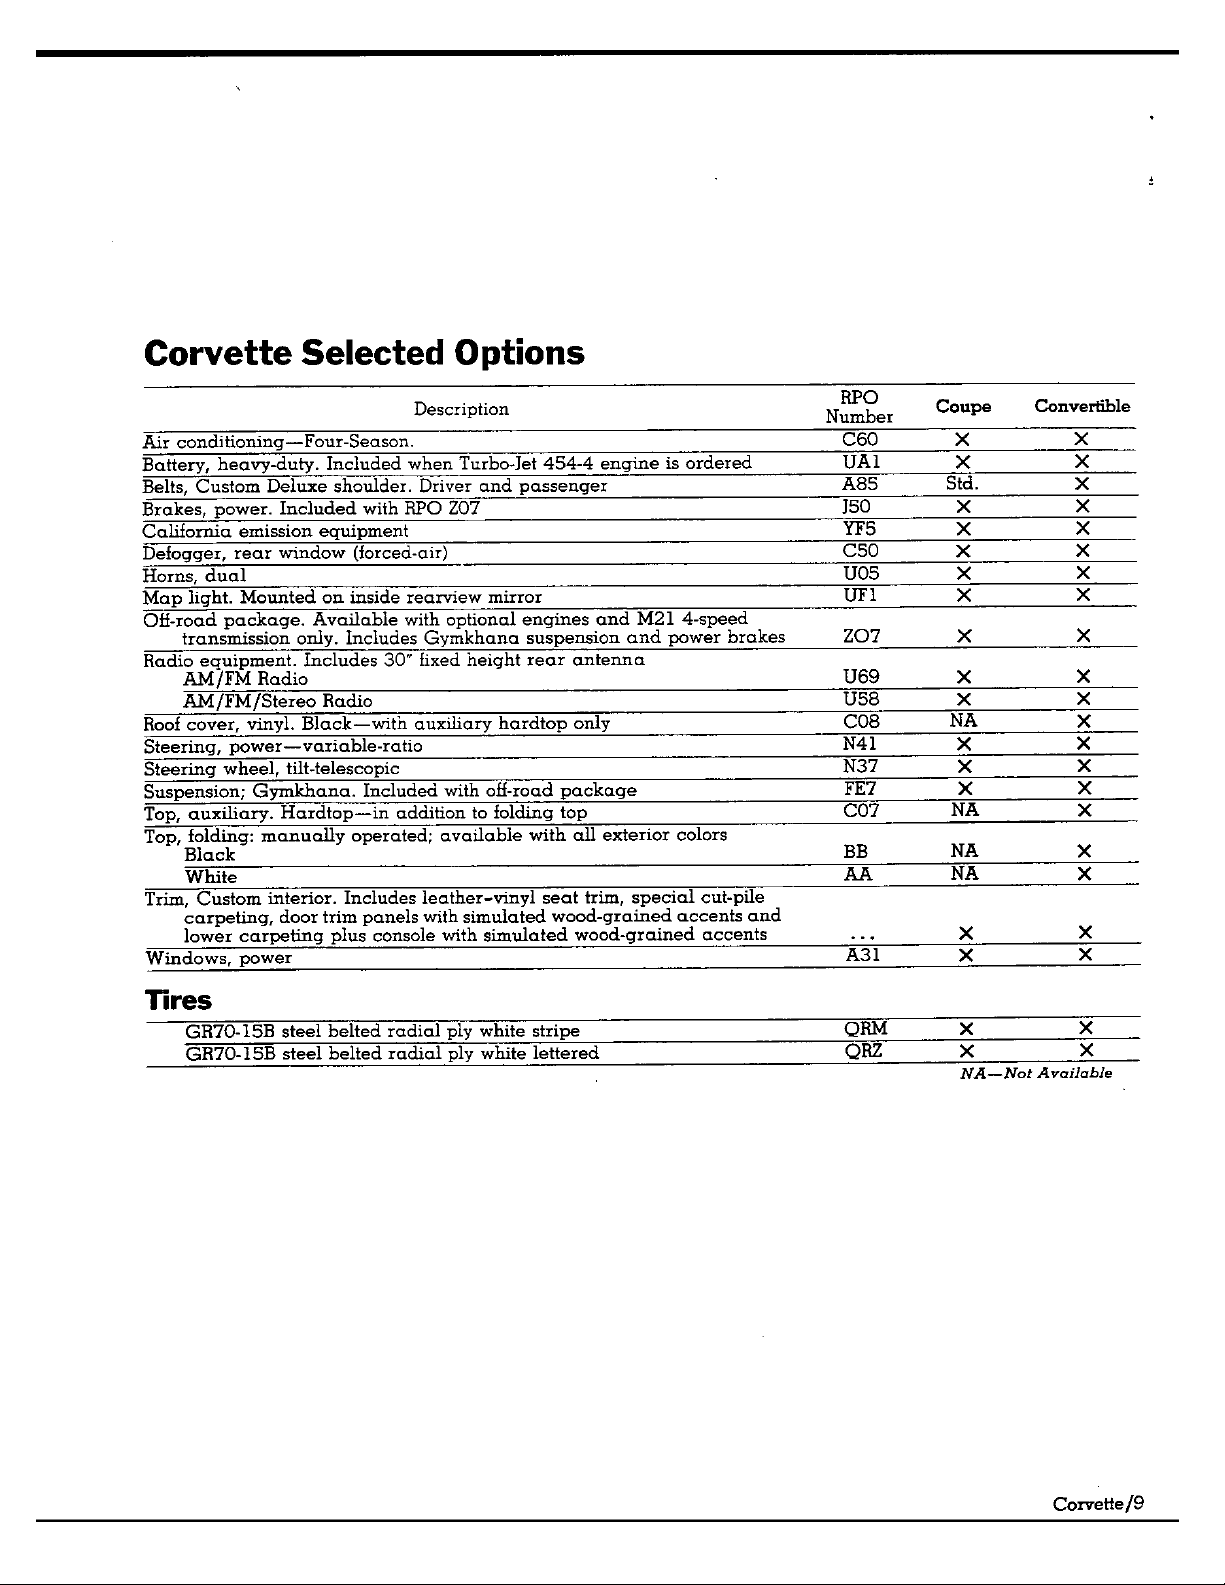 Corvette Selected Options
Description RPO Number Coupe Convertible
Air conditioning—Four-Season. C60 X X
Battery, heavy-duty. Included when Turbo-Jet 454-4 engine is ordered UA1 X X
Belts, Custom Deluxe shoulder. Driver and passenger A85 Std. X
Brakes, power. Included with RPO Z07 J50 X X
California emission equipment YF5 X X
Defogger, rear window (forced-air) C50 X X
Horns, dual U05 X X
Map light. Mounted on inside rearview mirror UF1 X X
Off-road package. Available with optional engines and M21 4-speed
transmission only. Includes Gymkhana suspension and power brakes Z07 X X
Radio equipment. Includes 30″ fixed height rear antenna
AM/FM Radio U69 X X
AM/FM/Stereo Radio U58 X X
Roof cover, vinyl. Black—with auxiliary hardtop only C08 NA X
Steering, power—variable-ratio N41 X X
Steering wheel, tilt-telescopic N37 X X
Suspension; Gymkhana. Included with off-road package FE7 X X
Top, auxiliary. Hardtop—in addition to folding top C07 NA X
Top, folding: manually operated; available with all exterior colors
Black BB NA X
White AA NA X
Trim, Custom interior. Includes leather-vinyl seat trim, special cut-pile
carpeting, door trim panels with simulated wood-grained accents and
lower carpeting plus console with simulated wood-grained accents ... X X
Windows, power A31 X X
Tires
GR70-15B steel belted radial ply white stripe QRM X X
GR70-15B steel belted radial ply white lettered QRZ X X
NA—Not Available
Corvette/9